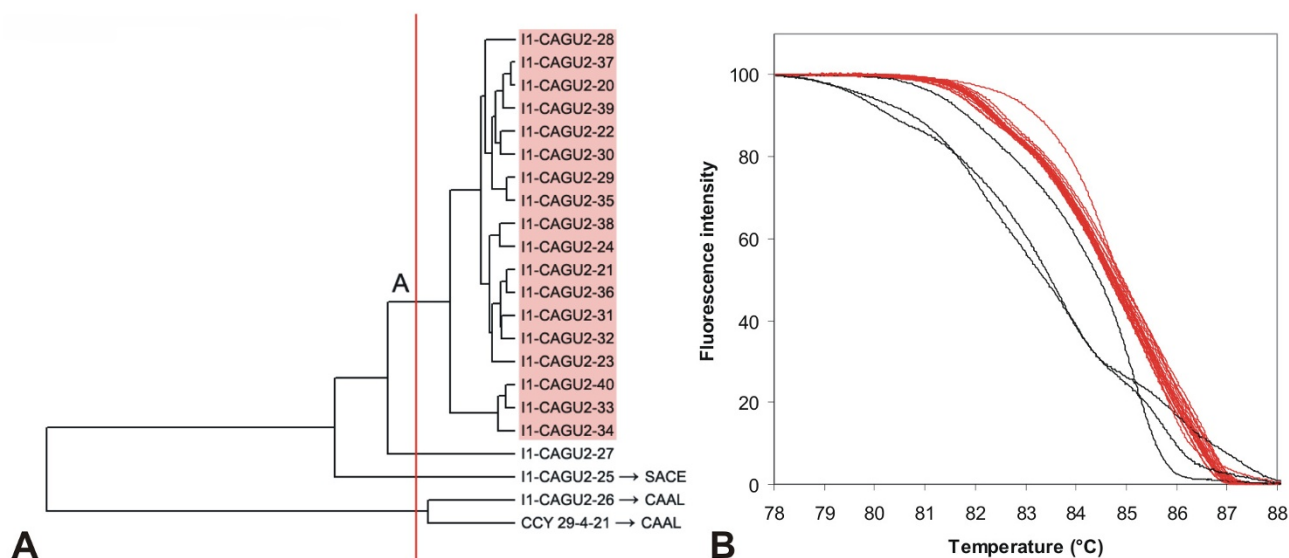 I1-CAGU2-28
I1-CAGU2-37
I1-CAGU2-20
I1-CAGU2-39
I1-CAGU2-22
I1-CAGU2-30
I1-CAGU2-29
I1-CAGU2-35
I1-CAGU2-38
I1-CAGU2-24
I1-CAGU2-21
I1-CAGU2-36
I1-CAGU2-31
I1-CAGU2-32
I1-CAGU2-23
I1-CAGU2-40
I1-CAGU2-33
I1-CAGU2-34
I1-CAGU2-27
I1-CAGU2-25 → SACE
I1-CAGU2-26 → CAAL
CCY 29-4-21 → CAAL
A
A
100
80
60
40
20
0
Fluorescence intensity
78 79 80 81 82 83 84 85 86 87 88
Temperature (°C)
B